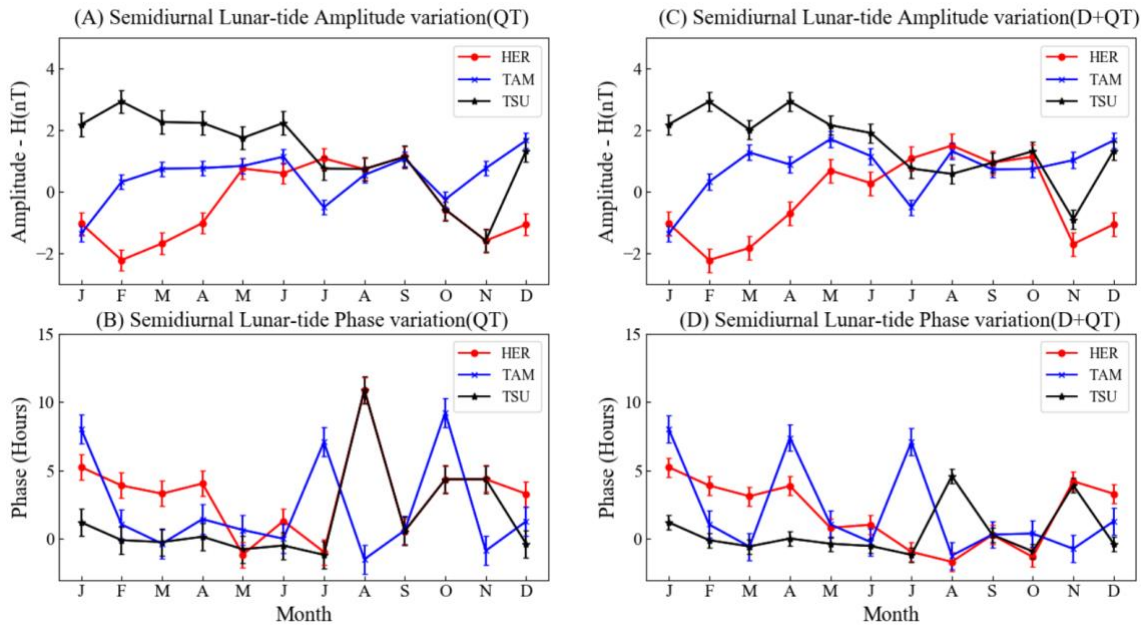 (A) Semidiurnal Lunar-tide Amplitude variation(QT)
Amplitude - H(nT)
4
2
0
−2
HER
TAM
TSU
J F M A M J J A S O N D
(C) Semidiurnal Lunar-tide Amplitude variation(D+QT)
Amplitude - H(nT)
4
2
0
−2
HER
TAM
TSU
J F M A M J J A S O N D
(B) Semidiurnal Lunar-tide Phase variation(QT)
Phase (Hours)
15
10
5
0
HER
TAM
TSU
J F M A M J J A S O N D
Month
(D) Semidiurnal Lunar-tide Phase variation(D+QT)
Phase (Hours)
15
10
5
0
HER
TAM
TSU
J F M A M J J A S O N D
Month